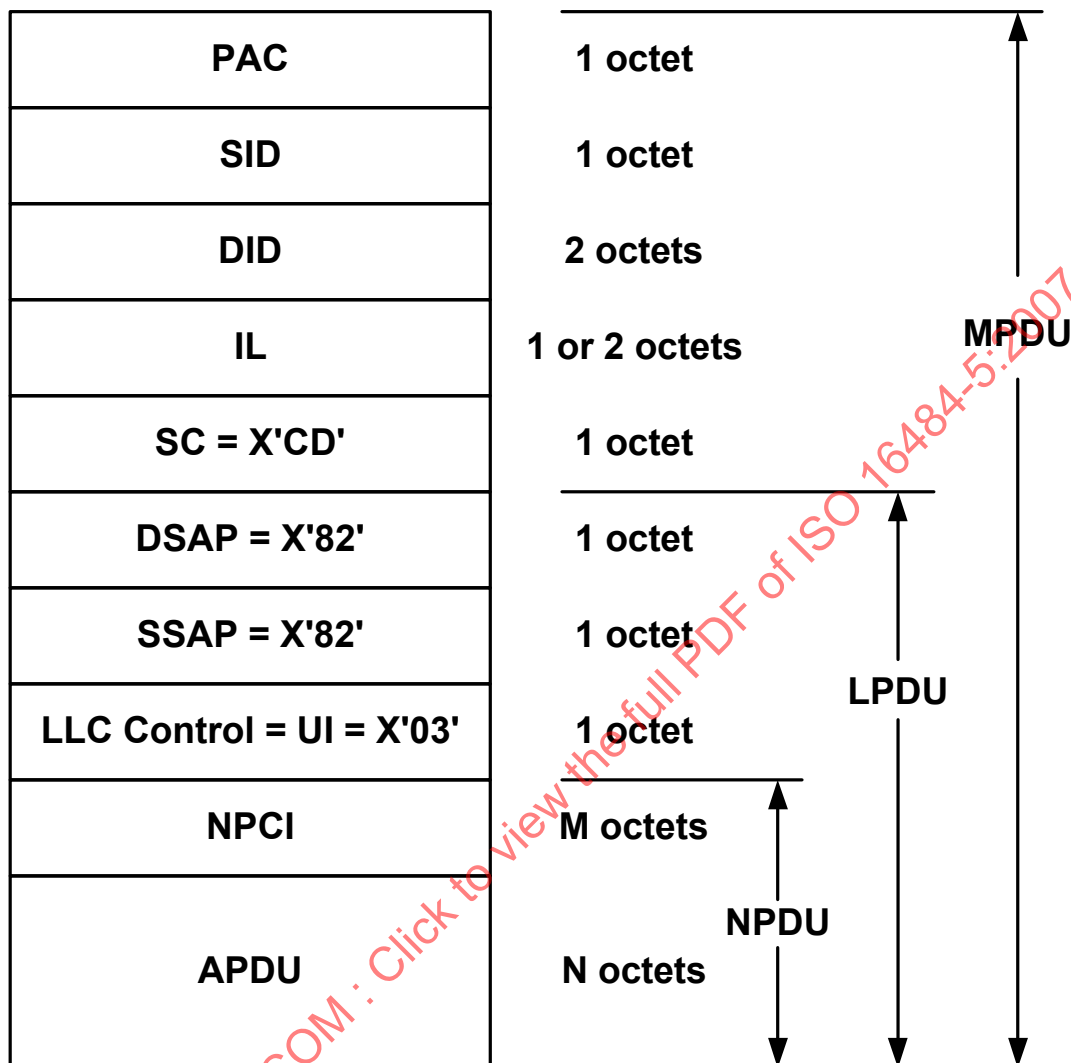 PAC 1 octet
SID 1 octet
DID 2 octets
IL 1 or 2 octets MPDU
SC = X'CD' 1 octet
DSAP = X'82' 1 octet
SSAP = X'82' 1 octet
LPDU
LLC Control = UI = X'03' 1 octet
NPCI M octets
NPDU
APDU N octets
COM : Click to view the full PDF of ISO 16484-5:2007